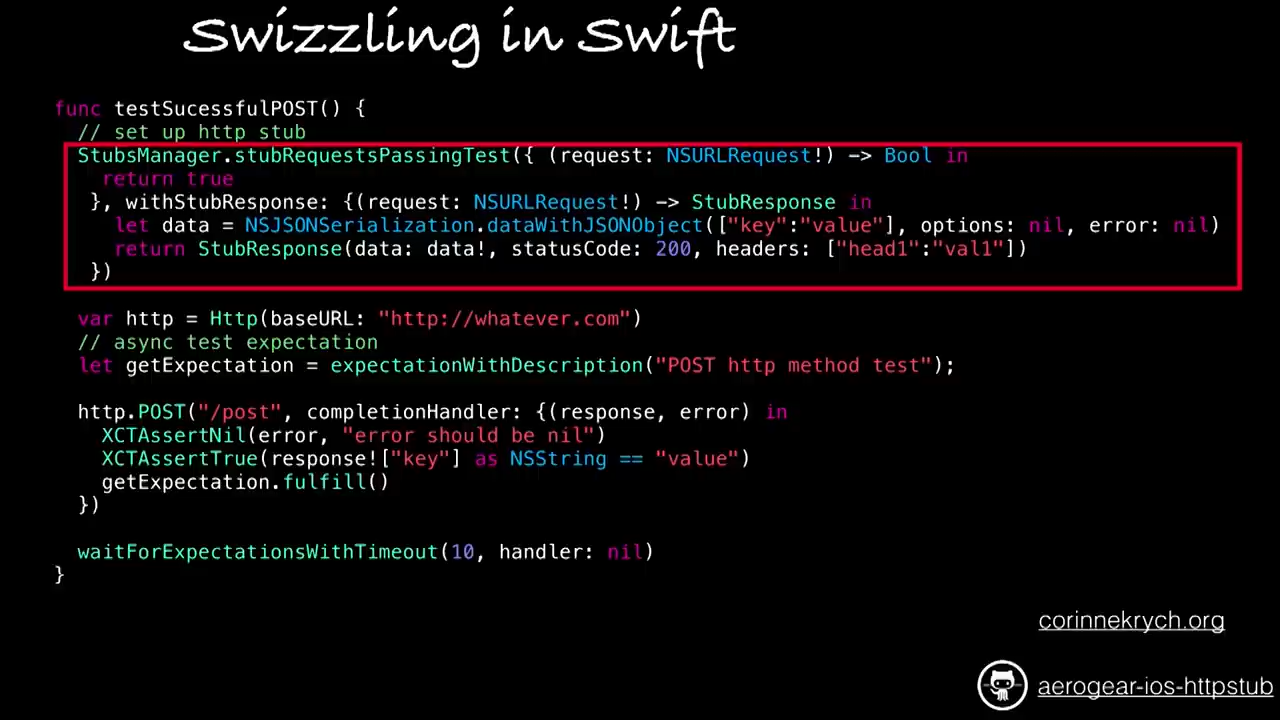 Swizzling in Swift
func testSucessfulPOST() {
// set up http stub
StubsManager.stubRequestsPassingTest({ (request: NSURLRequest!) -> Bool in
return true
}, withStubResponse: {(request: NSURLRequest!) -> StubResponse in
let data = NSJSONSerialization.dataWithJSONObject(["key":"value"], options: nil, error: nil)
return StubResponse(data: data!, statusCode: 200, headers: ["head1":"val1"])
})
var http = Http(baseURL: "http://whatever.com")
// async test expectation
let getExpectation = expectationWithDescription("POST http method test");
http.POST("/post", completionHandler: {(response, error) in
XCTAssertNil(error, "error should be nil")
XCTAssertTrue(response!["key"] as NSString == "value")
getExpectation.fulfill()
})
waitForExpectationsWithTimeout(10, handler: nil)
}
corinnekrych.org
aerogear-ios-httpstub